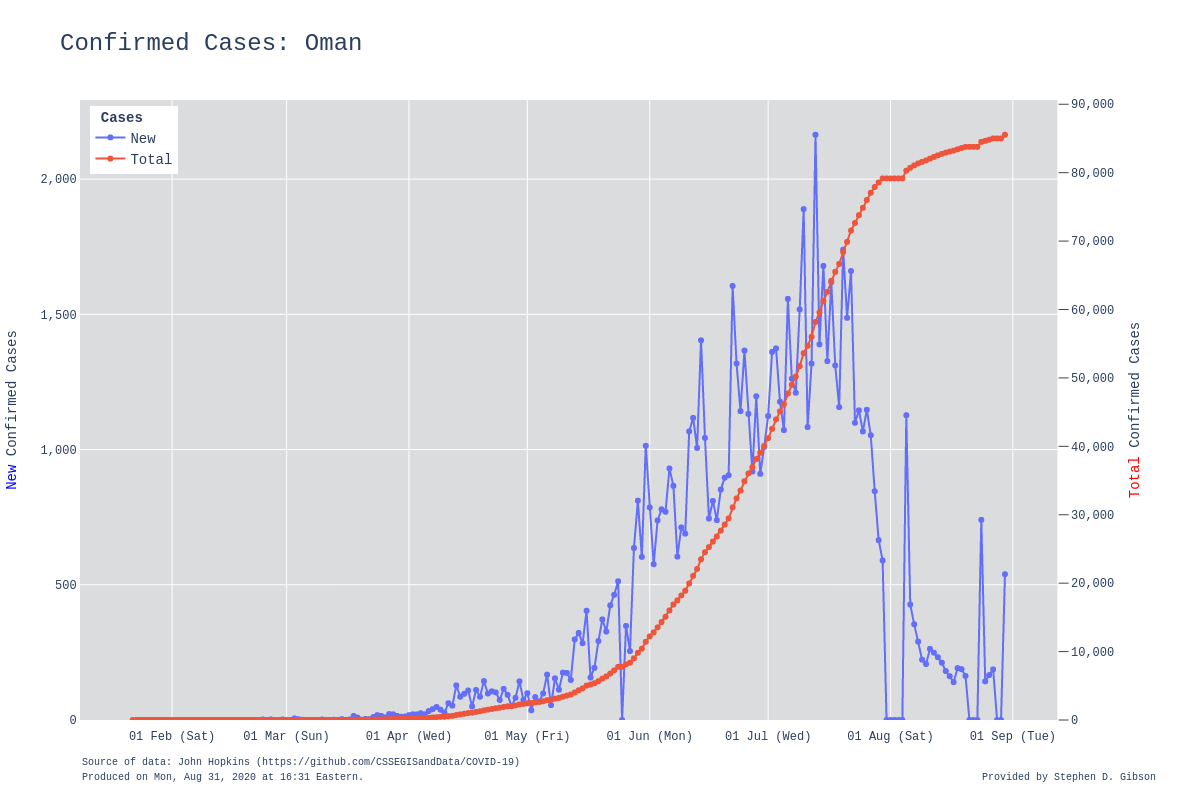 Confirmed Cases: Oman
Cases
New
Total
2,000
1,500
1,000
500
0
90,000
80,000
70,000
60,000
50,000
40,000
30,000
20,000
10,000
0
New Confirmed Cases
Total Confirmed Cases
01 Feb (Sat)
01 Mar (Sun)
01 Apr (Wed)
01 May (Fri)
01 Jun (Mon)
01 Jul (Wed)
01 Aug (Sat)
01 Sep (Tue)
Source of data: John Hopkins (https://github.com/CSSEGISandData/COVID-19)
Produced on Mon, Aug 31, 2020 at 16:31 Eastern.
Provided by Stephen D. Gibson